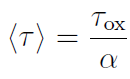 ⟨τ⟩ = τ_ox / α